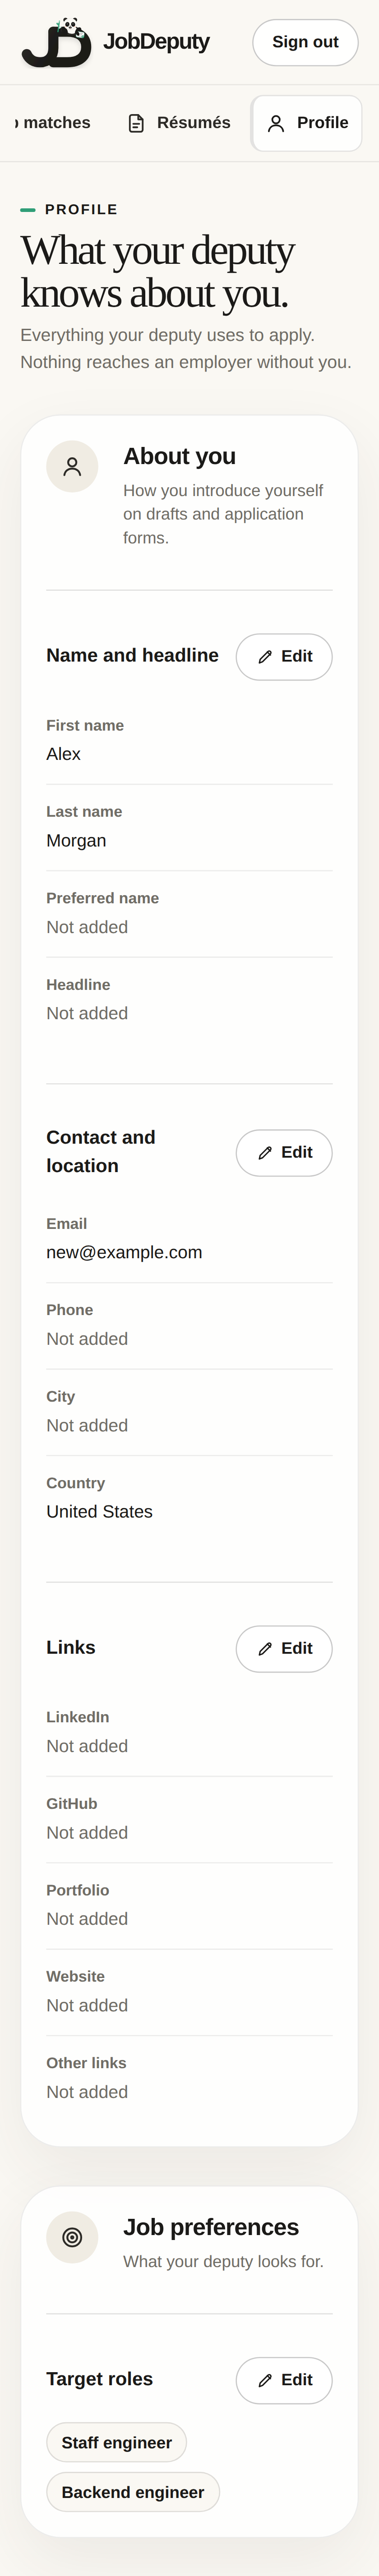 JD
JobDeputy
Sign out
matches
Résumés
Profile
PROFILE
What your deputy
knows about you.
Everything your deputy uses to apply.
Nothing reaches an employer without you.
About you
How you introduce yourself
on drafts and application
forms.
Name and headline
Edit
First name
Alex
Last name
Morgan
Preferred name
Not added
Headline
Not added
Contact and
location
Edit
Email
new@example.com
Phone
Not added
City
Not added
Country
United States
Links
Edit
LinkedIn
Not added
GitHub
Not added
Portfolio
Not added
Website
Not added
Other links
Not added
Job preferences
What your deputy looks for.
Target roles
Edit
Staff engineer
Backend engineer